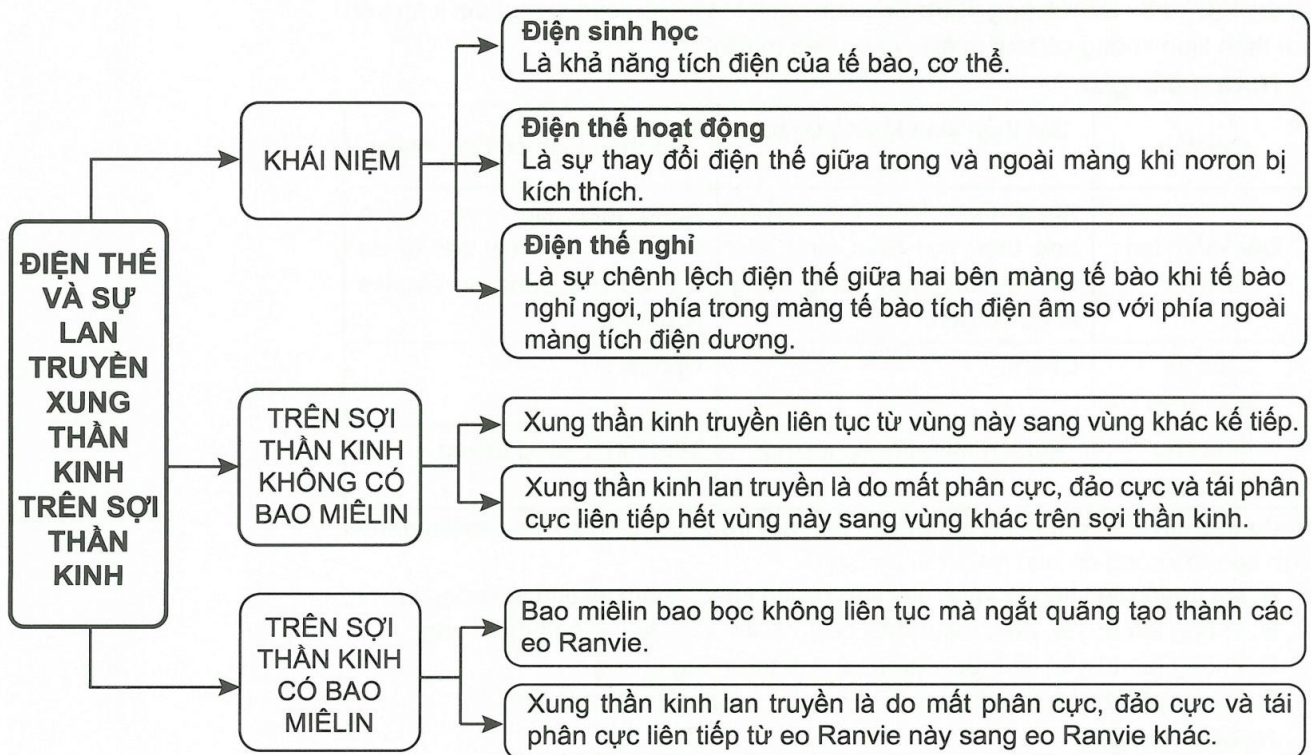 ĐIỆN THẾ
VÀ SỰ
LAN
TRUYỀN
XUNG
THẦN
KINH
TRÊN SỢI
THẦN
KINH
KHÁI NIỆM
Điện sinh học
Là khả năng tích điện của tế bào, cơ thể.
Điện thế hoạt động
Là sự thay đổi điện thế giữa trong và ngoài màng khi nơron bị
kích thích.
Điện thế nghỉ
Là sự chênh lệch điện thế giữa hai bên màng tế bào khi tế bào
nghỉ ngơi, phía trong màng tế bào tích điện âm so với phía ngoài
màng tích điện dương.
TRÊN SỢI
THẦN KINH
KHÔNG CÓ
BAO MIÊLIN
Xung thần kinh truyền liên tục từ vùng này sang vùng khác kế tiếp.
Xung thần kinh lan truyền là do mất phân cực, đảo cực và tái phân
cực liên tiếp hết vùng này sang vùng khác trên sợi thần kinh.
TRÊN SỢI
THẦN KINH
CÓ BAO
MIÊLIN
Bao miêlin bao bọc không liên tục mà ngắt quãng tạo thành các
eo Ranvie.
Xung thần kinh lan truyền là do mất phân cực, đảo cực và tái
phân cực liên tiếp từ eo Ranvie này sang eo Ranvie khác.